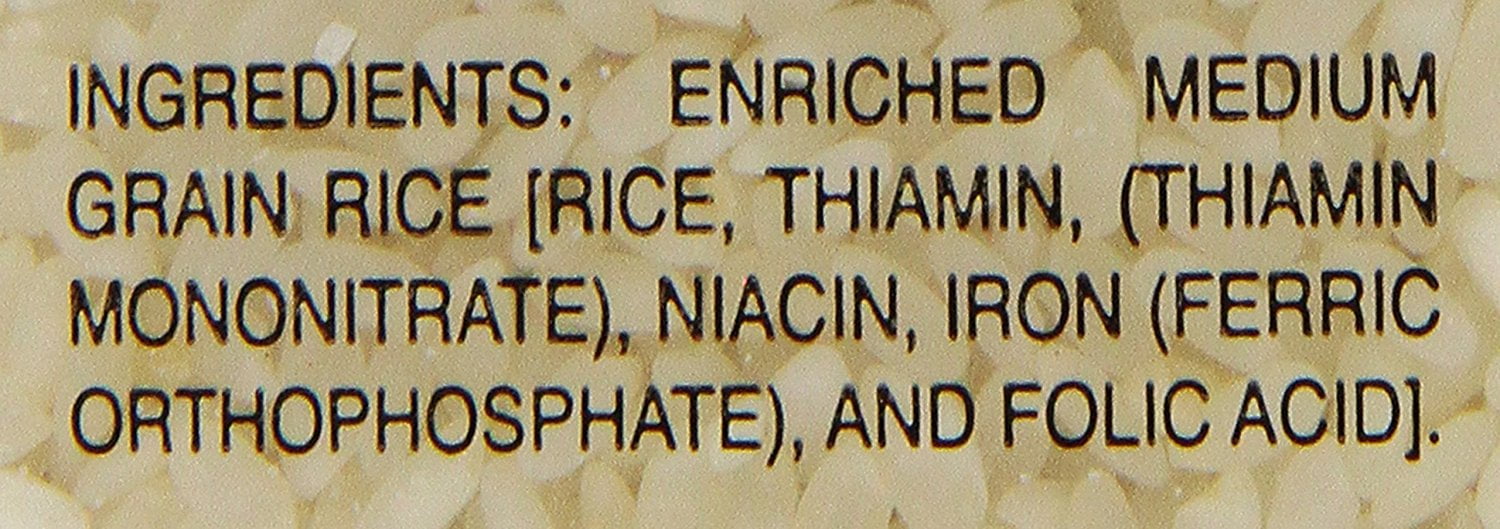 INGREDIENTS: ENRICHED MEDIUM
GRAIN RICE [RICE, THIAMIN, (THIAMIN
MONONITRATE), NIACIN, IRON (FERRIC
ORTHOPHOSPHATE), AND FOLIC ACID].